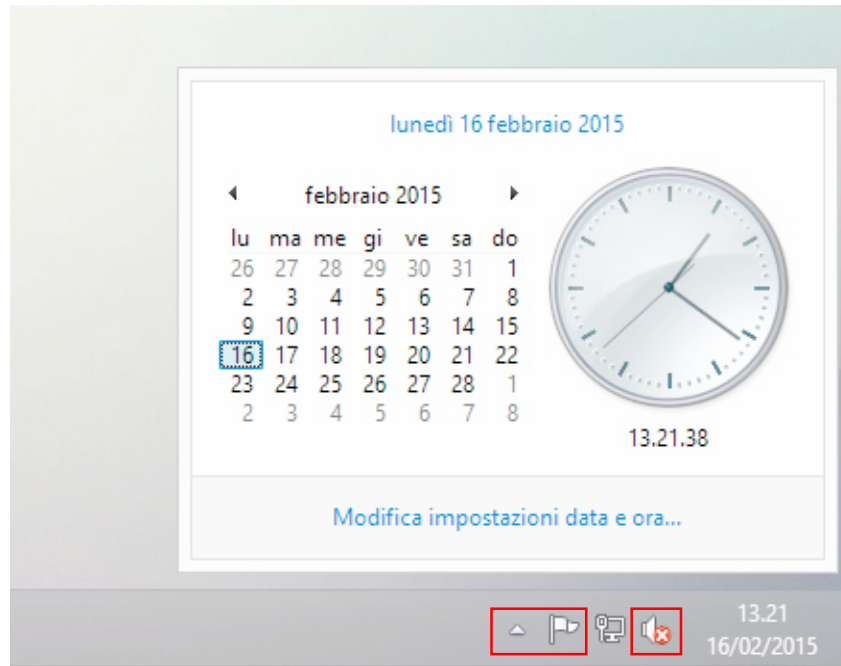 lunedì 16 febbraio 2015
febbraio 2015
lu ma me gi ve sa do
26 27 28 29 30 31 1
2 3 4 5 6 7 8
9 10 11 12 13 14 15
16 17 18 19 20 21 22
23 24 25 26 27 28 1
2 3 4 5 6 7 8
13.21.38
Modifica impostazioni data e ora...
13.21
16/02/2015